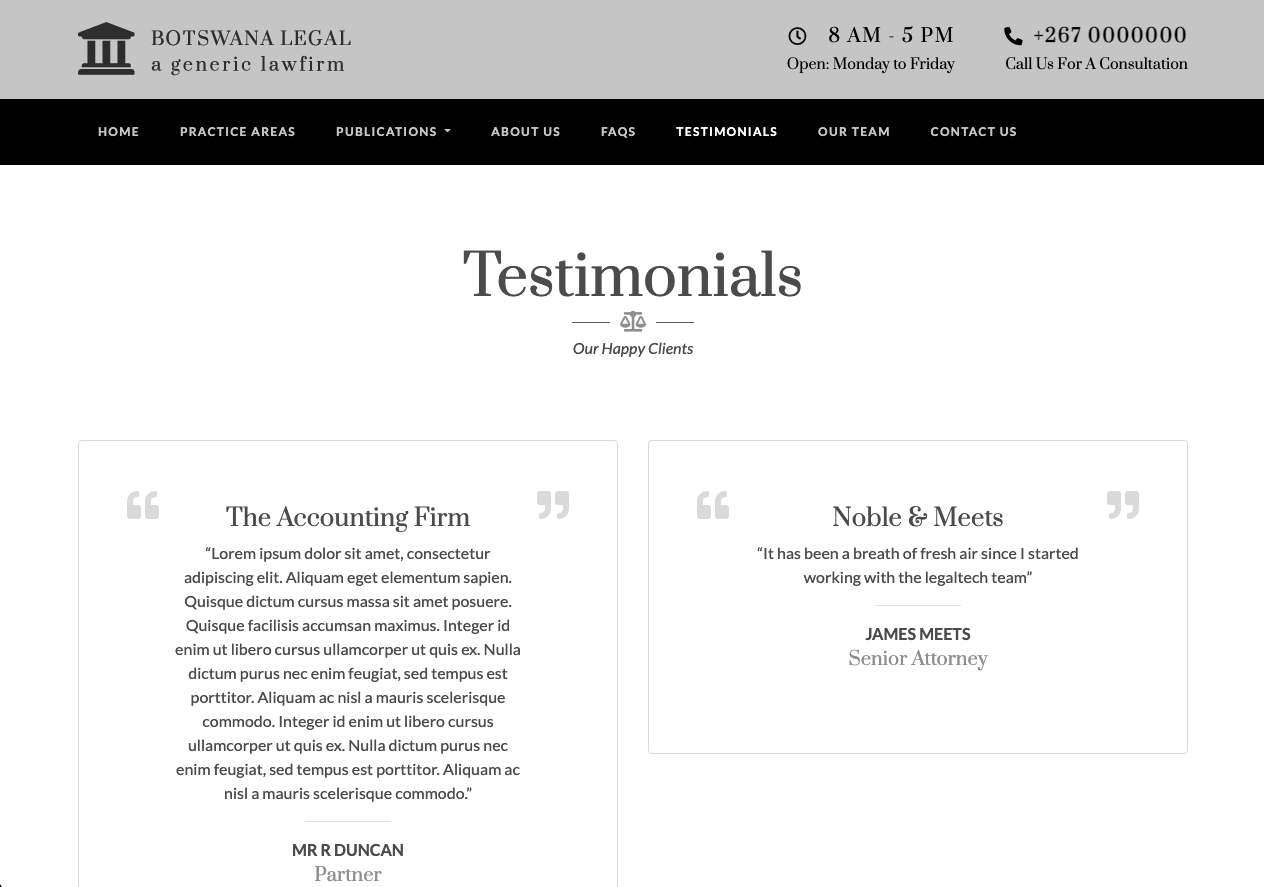 BOTSWANA LEGAL
a generic lawfirm
8 AM - 5 PM
Open: Monday to Friday
+267 0000000
Call Us For A Consultation
HOME PRACTICE AREAS PUBLICATIONS ABOUT US FAQS TESTIMONIALS OUR TEAM CONTACT US
Testimonials
Our Happy Clients
The Accounting Firm
“Lorem ipsum dolor sit amet, consectetur
adipiscing elit. Aliquam eget elementum sapien.
Quisque dictum cursus massa sit amet posuere.
Quisque facilisis accumsan maximus. Integer id
enim ut libero cursus ullamcorper ut quis ex. Nulla
dictum purus nec enim feugiat, sed tempus est
porttitor. Aliquam ac nisl a mauris scelerisque
commodo. Integer id enim ut libero cursus
ullamcorper ut quis ex. Nulla dictum purus nec
enim feugiat, sed tempus est porttitor. Aliquam ac
nisl a mauris scelerisque commodo.”
MR R DUNCAN
Partner
Noble & Meets
“It has been a breath of fresh air since I started
working with the legaltech team”
JAMES MEETS
Senior Attorney